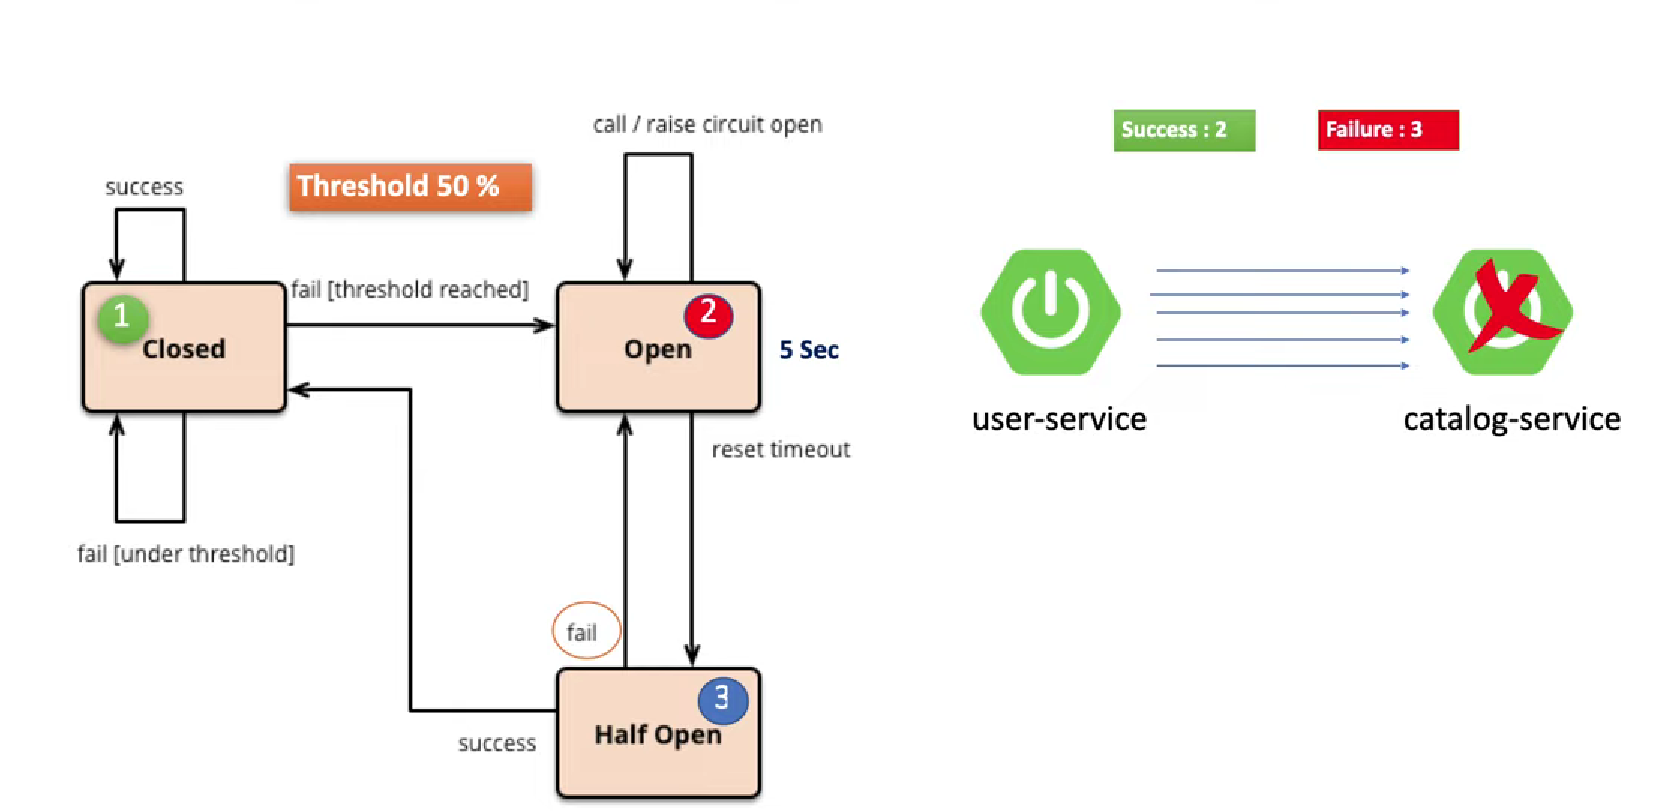 call / raise circuit open
Success : 2
Failure : 3
Threshold 50 %
success
fail [threshold reached]
1
Closed
2
Open
5 Sec
user-service
catalog-service
reset timeout
fail [under threshold]
fail
3
Half Open
success